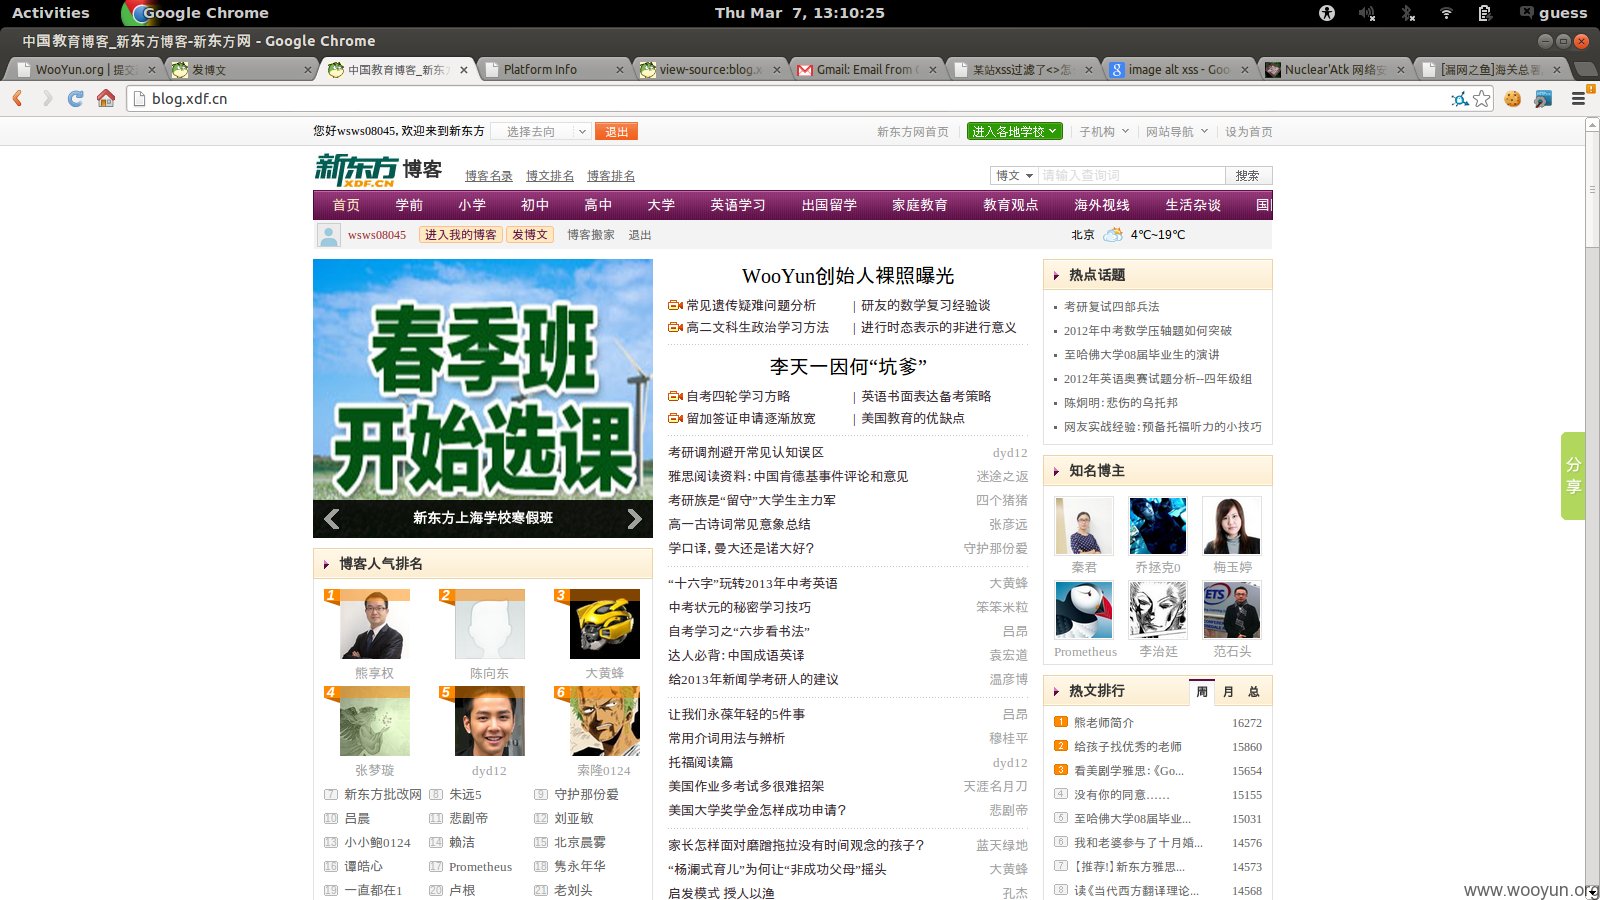 Activities Google Chrome Thu Mar 7, 13:10:25 guess
中国教育博客_新东方博客-新东方网 - Google Chrome
WooYun.org | 提交 发博文 中国教育博客_新东 Platform Info view-source:blog.x Gmail: Email from 某站xss过滤了<>怎 image alt xss - Goo Nuclear'Atk 网络安 [漏网之鱼]海关总署
blog.xdf.cn
您好wsws08045, 欢迎来到新东方 选择去向 退出 新东方网首页 进入各地学校 子机构 网站导航 设为首页
新东方 XDF.CN 博客 博客名录 博文排名 博客排名 博文 请输入查询词 搜索
首页 学前 小学 初中 高中 大学 英语学习 出国留学 家庭教育 教育观点 海外视线 生活杂谈 国
wsws08045 进入我的博客 发博文 博客搬家 退出 北京 4℃~19℃
春季班
开始选课
新东方上海学校寒假班
博客人气排名
1 2 3
熊享权 陈向东 大黄蜂
4 5 6
张梦璇 dyd12 索隆0124
7 新东方批改网 8 朱远5 9 守护那份爱
10 吕晨 11 悲剧帝 12 刘亚敏
13 小小鲍0124 14 赖洁 15 北京晨雾
16 谭皓心 17 Prometheus 18 隽永年华
19 一直都在1 20 卢根 21 老刘头
WooYun创始人裸照曝光
常见遗传疑难问题分析 | 研友的数学复习经验谈
高二文科生政治学习方法 | 进行时态表示的非进行意义
李天一因何“坑爹”
自考四轮学习方略 | 英语书面表达备考策略
留加签证申请逐渐放宽 | 美国教育的优缺点
考研调剂避开常见认知误区 dyd12
雅思阅读资料: 中国肯德基事件评论和意见 迷途之返
考研族是“留守”大学生主力军 四个猪猪
高一古诗词常见意象总结 张彦远
学口译, 曼大还是诺大好? 守护那份爱
“十六字”玩转2013年中考英语 大黄蜂
中考状元的秘密学习技巧 笨笨米粒
自考学习之“六步看书法” 吕昂
达人必背: 中国成语英译 袁宏道
给2013年新闻学考研人的建议 温彦博
让我们永葆年轻的5件事 吕昂
常用介词用法与辨析 穆桂平
托福阅读篇 dyd12
美国作业多考试多很难招架 天涯名月刀
美国大学奖学金怎样成功申请? 悲剧帝
家长怎样面对磨蹭拖拉没有时间观念的孩子? 蓝天绿地
“杨澜式育儿”为何让“非成功父母”摇头 大黄蜂
启发模式 授人以渔 孔杰
热点话题
考研复试四部兵法
2012年中考数学压轴题如何突破
至哈佛大学08届毕业生的演讲
2012年英语奥赛试题分析--四年级组
陈炯明: 悲伤的乌托邦
网友实战经验: 预备托福听力的小技巧
知名博主
秦君 乔拯克0 梅玉婷
ETS
Prometheus 李治廷 范石头
热文排行 周 月 总
1 熊老师简介 16272
2 给孩子找优秀的老师 15860
3 看美剧学雅思:《Go... 15654
4 没有你的同意…… 15155
6 至哈佛大学08届毕业... 15031
6 我和老婆参与了十月婚... 14576
7 【推荐!】新东方雅思... 14573
8 读《当代西方翻译理论... 14568
分享
www.wooyun.org